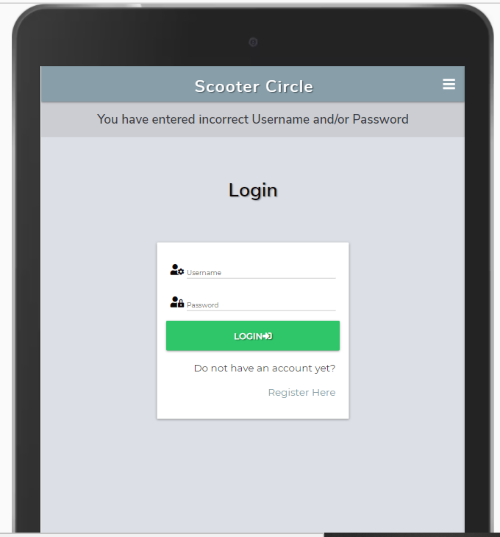 Scooter Circle
You have entered incorrect Username and/or Password
Login
Username
Password
LOGIN
Do not have an account yet?
Register Here